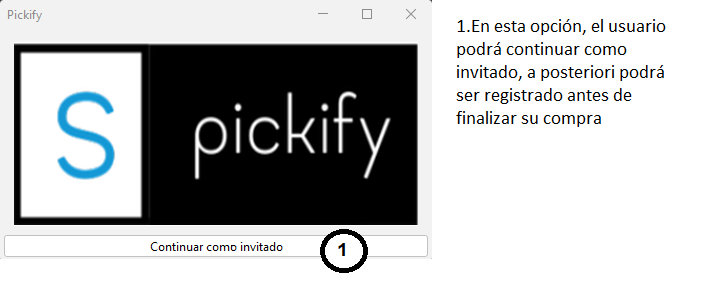 Pickify
S
pickify
Continuar como invitado
1
1.En esta opción, el usuario
podrá continuar como
invitado, a posteriori podrá
ser registrado antes de
finalizar su compra